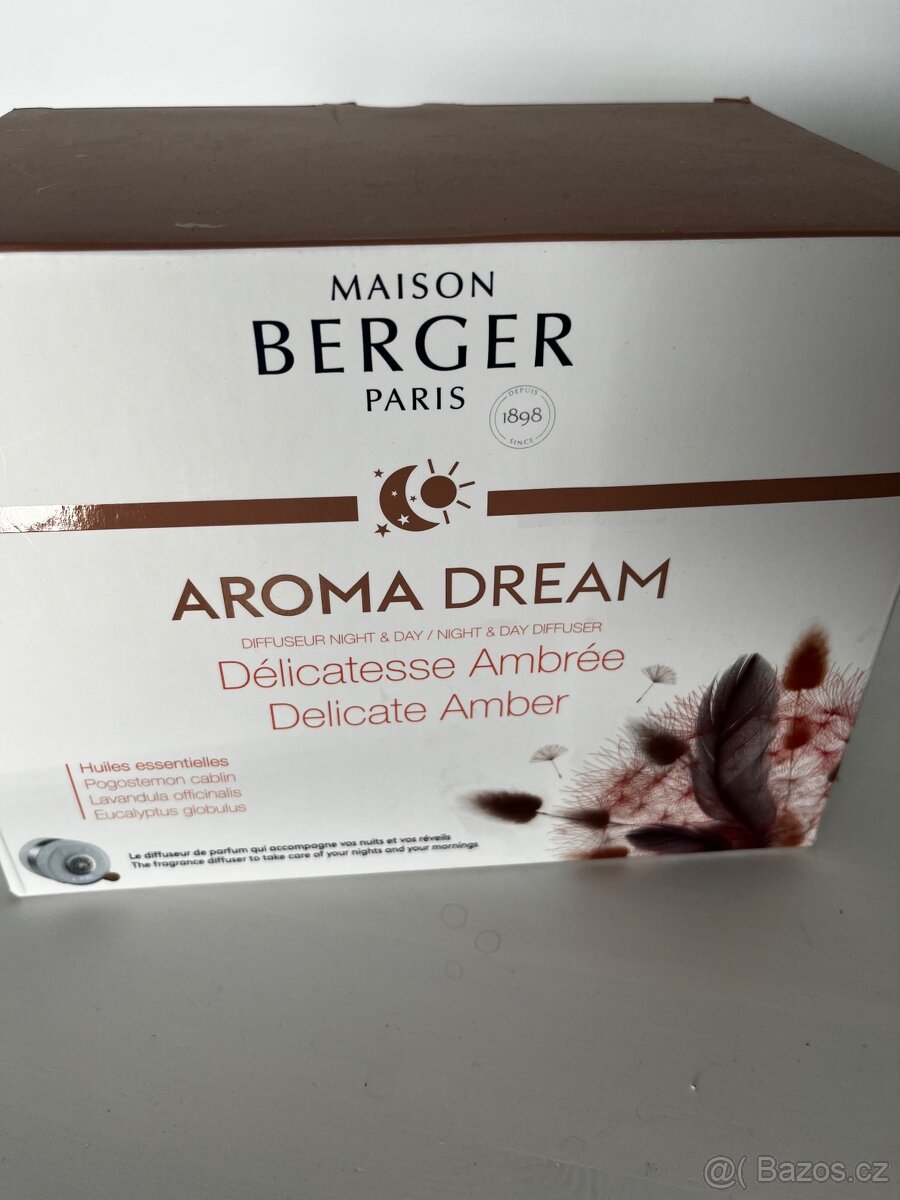 MAISON
BERGER
PARIS
DEPUIS
1898
SINCE
AROMA DREAM
DIFFUSEUR NIGHT & DAY / NIGHT & DAY DIFFUSER
Délicatesse Ambrée
Delicate Amber
Huiles essentielles
Pogostemon cablin
Lavandula officinalis
Eucalyptus globulus
Le diffuseur de parfum qui accompagne vos nuits et vos réveils
The fragrance diffuser to take care of your nights and your mornings
@( Bazos.cz